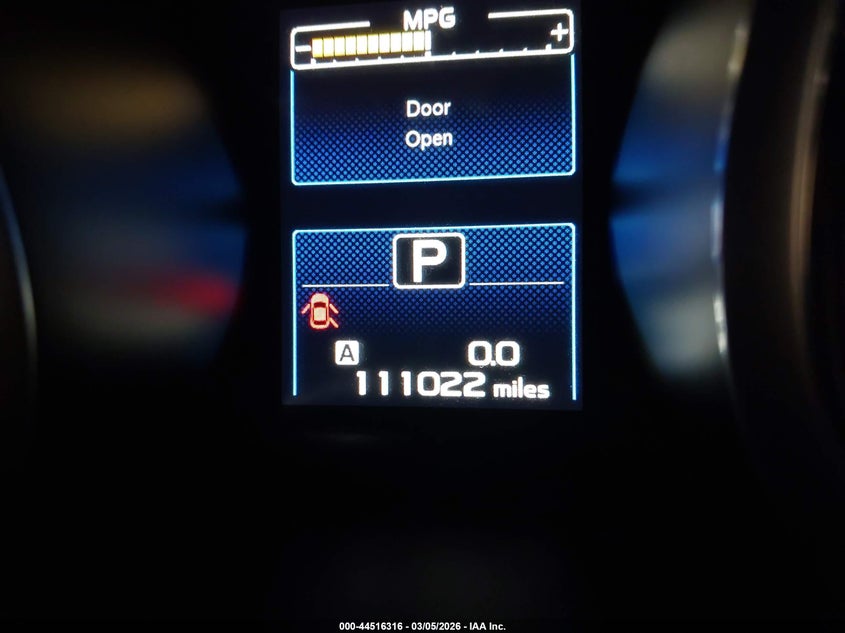 MPG
- +
Door
Open
P
A 0.0
111022 miles
000-44516316 - 03/05/2026 - IAA Inc.